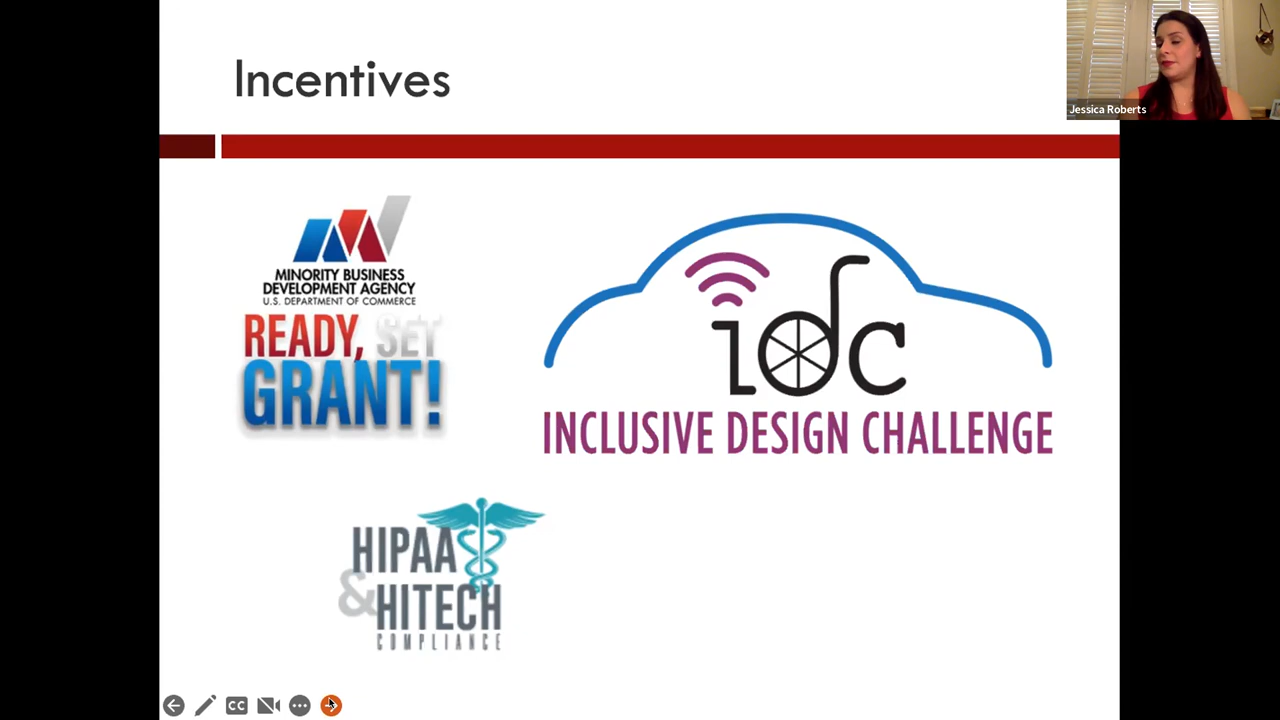 Incentives
Jessica Roberts
MINORITY BUSINESS
DEVELOPMENT AGENCY
U.S. DEPARTMENT OF COMMERCE
READY, SET
GRANT!
idc
INCLUSIVE DESIGN CHALLENGE
HIPAA
& HITECH
COMPLIANCE
CC